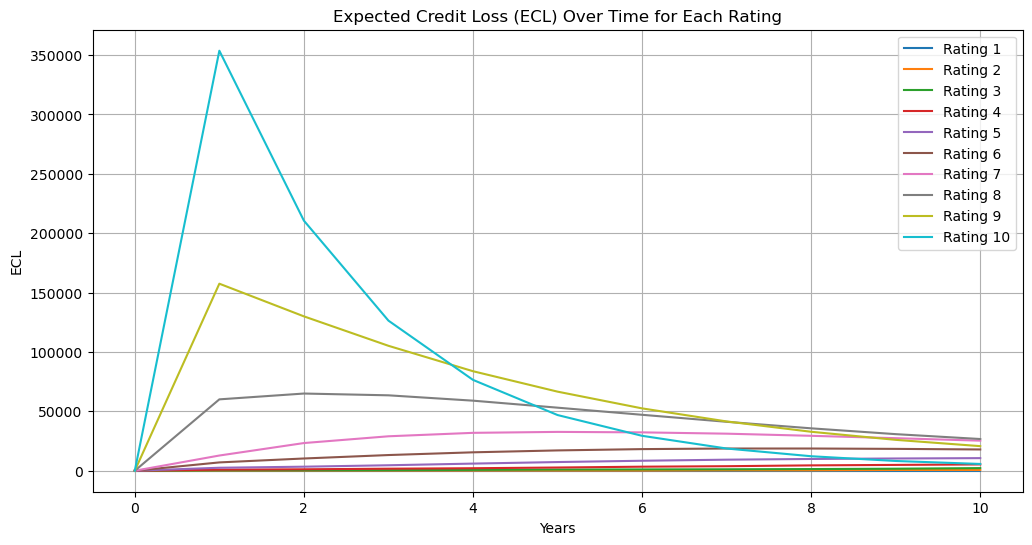 Expected Credit Loss (ECL) Over Time for Each Rating
350000
300000
250000
200000
150000
100000
50000
0
ECL
Rating 1
Rating 2
Rating 3
Rating 4
Rating 5
Rating 6
Rating 7
Rating 8
Rating 9
Rating 10
0 2 4 6 8 10
Years